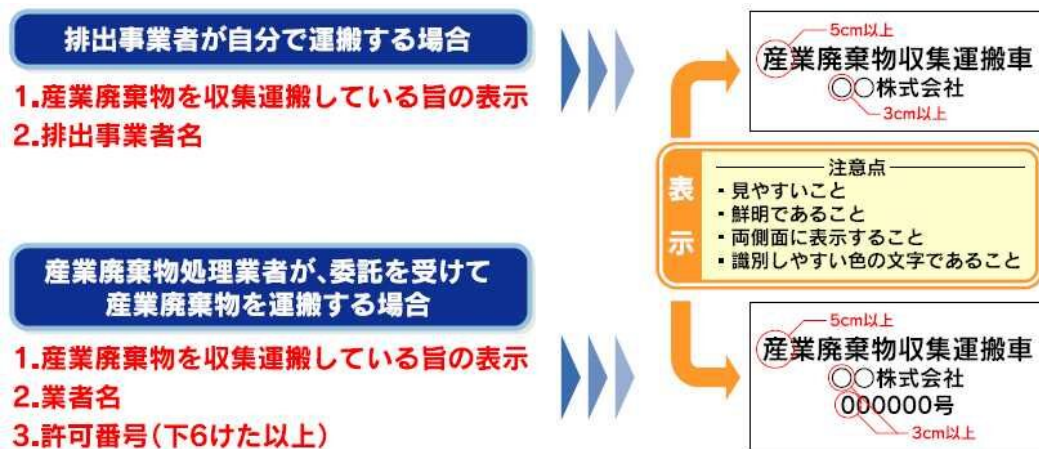 排出事業者が自分で運搬する場合
1.産業廃棄物を収集運搬している旨の表示
2.排出事業者名
5cm以上
産業廃棄物収集運搬車
〇〇株式会社
3cm以上
表示
注意点
・見やすいこと
・鮮明であること
・両側面に表示すること
・識別しやすい色の文字であること
産業廃棄物処理業者が、委託を受けて
産業廃棄物を運搬する場合
1.産業廃棄物を収集運搬している旨の表示
2.業者名
3.許可番号(下6けた以上)
5cm以上
産業廃棄物収集運搬車
〇〇株式会社
000000号
3cm以上